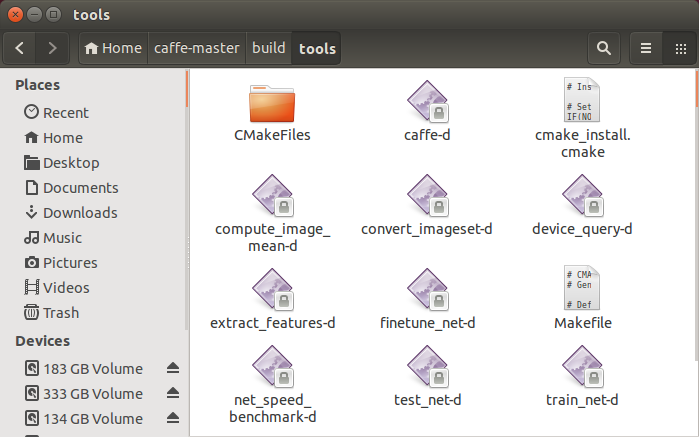 tools
Home caffe-master build tools
Places
Recent
Home
Desktop
Documents
Downloads
Music
Pictures
Videos
Trash
Devices
183 GB Volume
333 GB Volume
134 GB Volume
CMakeFiles
caffe-d
# Ins
# Set
IF(NO
cmake_install.
cmake
compute_image_
mean-d
convert_imageset-d
device_query-d
extract_features-d
finetune_net-d
# CMA
# Gen
# Def
Makefile
net_speed_
benchmark-d
test_net-d
train_net-d